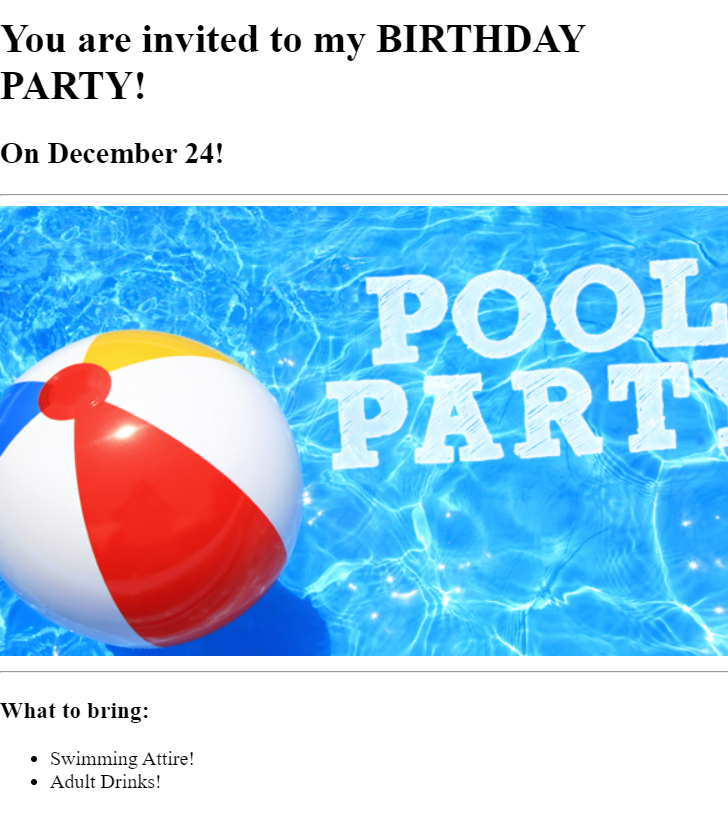 You are invited to my BIRTHDAY
PARTY!
On December 24!
POOL
PARTY
What to bring:
Swimming Attire!
Adult Drinks!